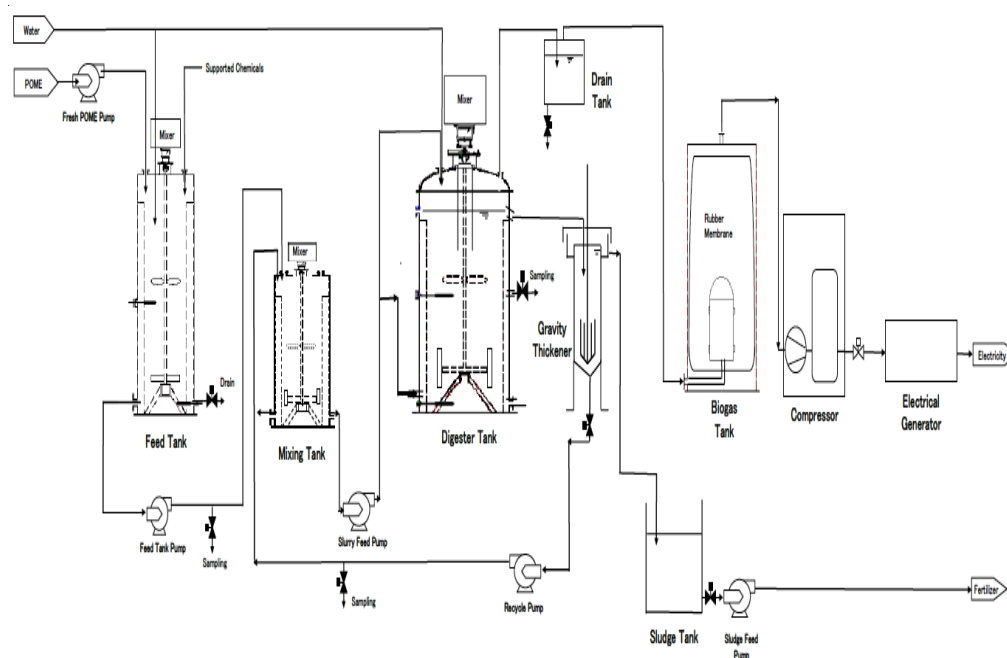 Water
POME
Fresh POME Pump
Supported Chemicals
Mixer
Mixer
Mixer
Drain
Tank
Rubber
Membrane
Sampling
Gravity
Thickener
Drain
Feed Tank
Mixing Tank
Digester Tank
Biogas
Tank
Compressor
Electrical
Generator
Electricity
Feed Tank Pump
Sampling
Slurry Feed Pump
Sampling
Recycle Pump
Sludge Tank
Sludge Feed
Pump
Fertilizer